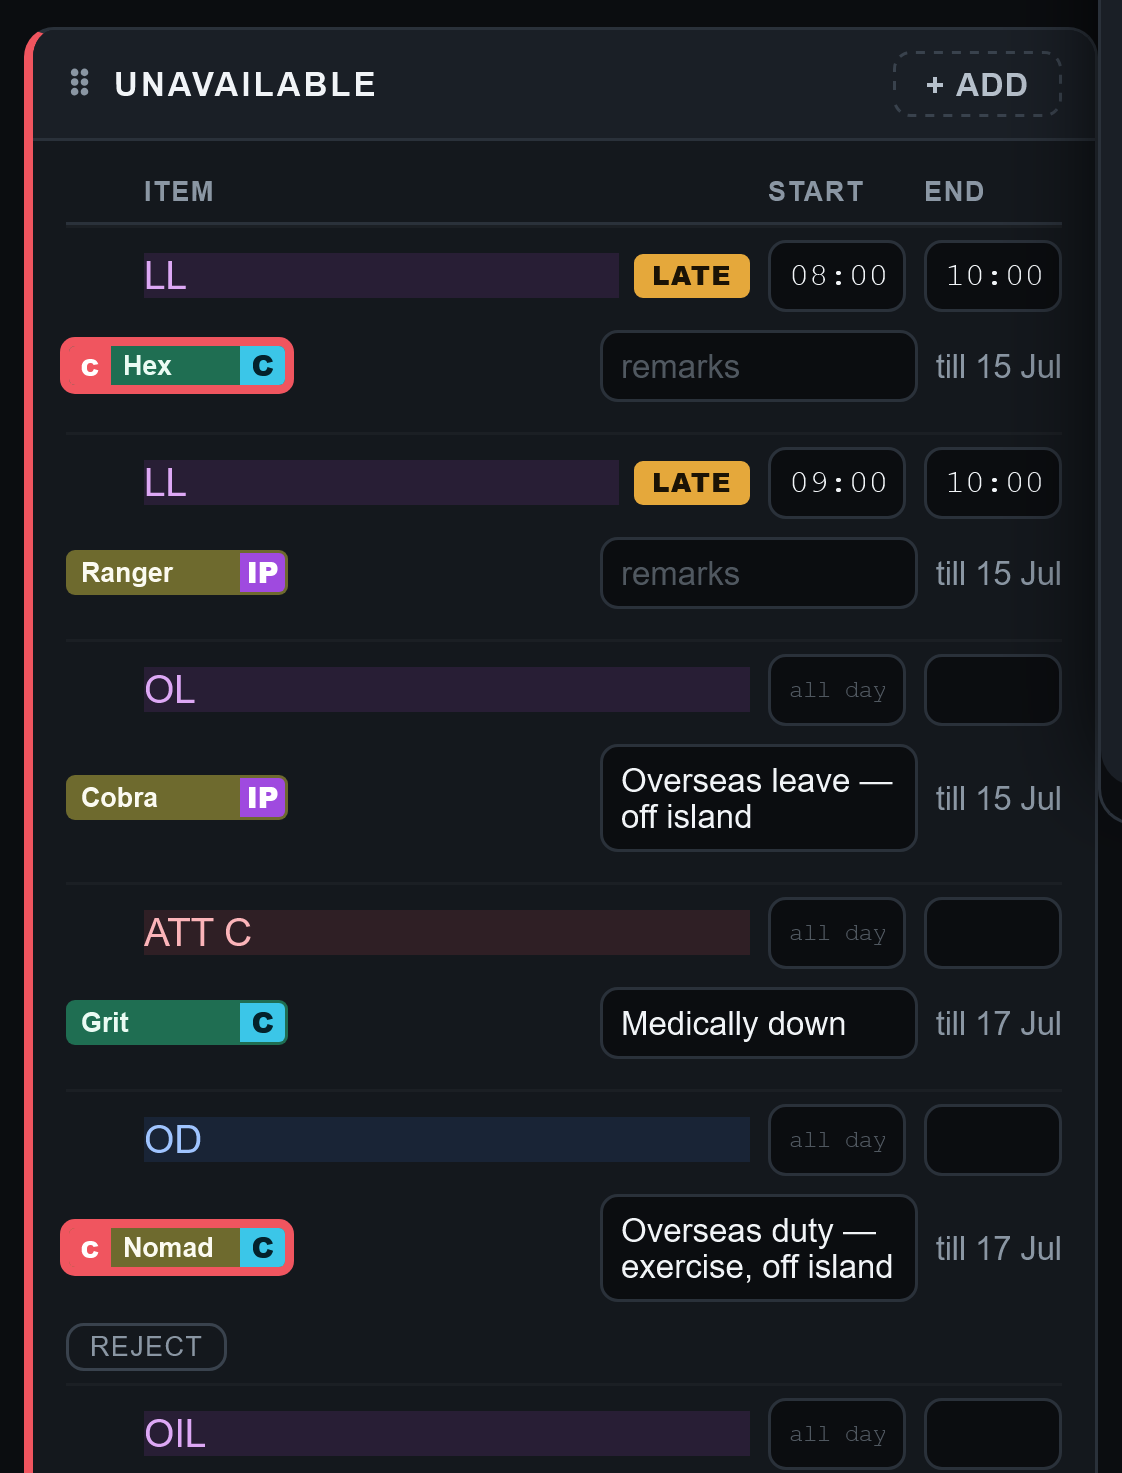 UNAVAILABLE
+ ADD
ITEM START END
LL LATE 08:00 10:00
c Hex C remarks till 15 Jul
LL LATE 09:00 10:00
Ranger IP remarks till 15 Jul
OL all day
Cobra IP Overseas leave — till 15 Jul
off island
ATT C all day
Grit C Medically down till 17 Jul
OD all day
c Nomad C Overseas duty — till 17 Jul
exercise, off island
REJECT
OIL all day